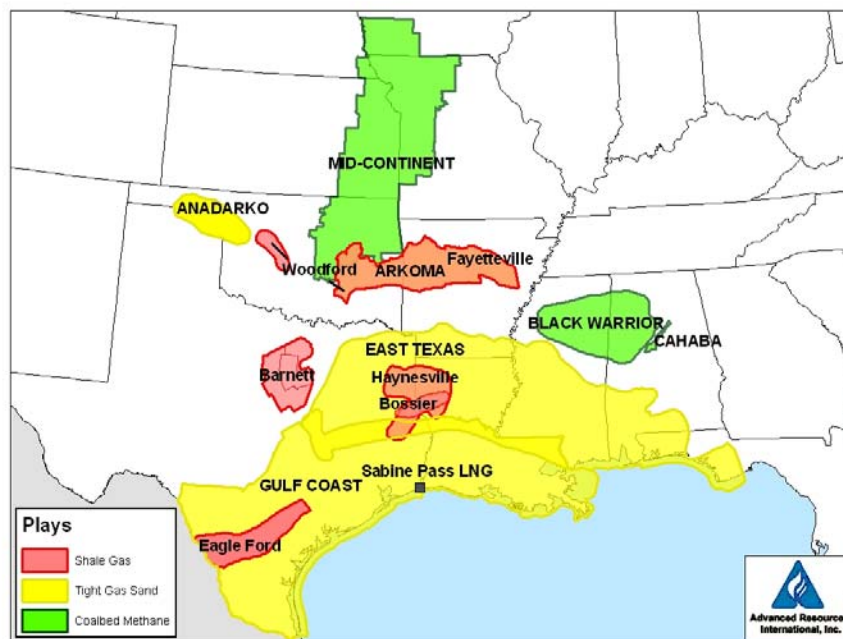 MID-CONTINENT
ANADARKO
Woodford
ARKOMA
Fayetteville
BLACK WARRIOR
CAHABA
EAST TEXAS
Barnett
Haynesville
Bossier
Sabine Pass LNG
GULF COAST
Eagle Ford
Plays
Shale Gas
Tight Gas Sand
Coalbed Methane
Advanced Resources
International, Inc.